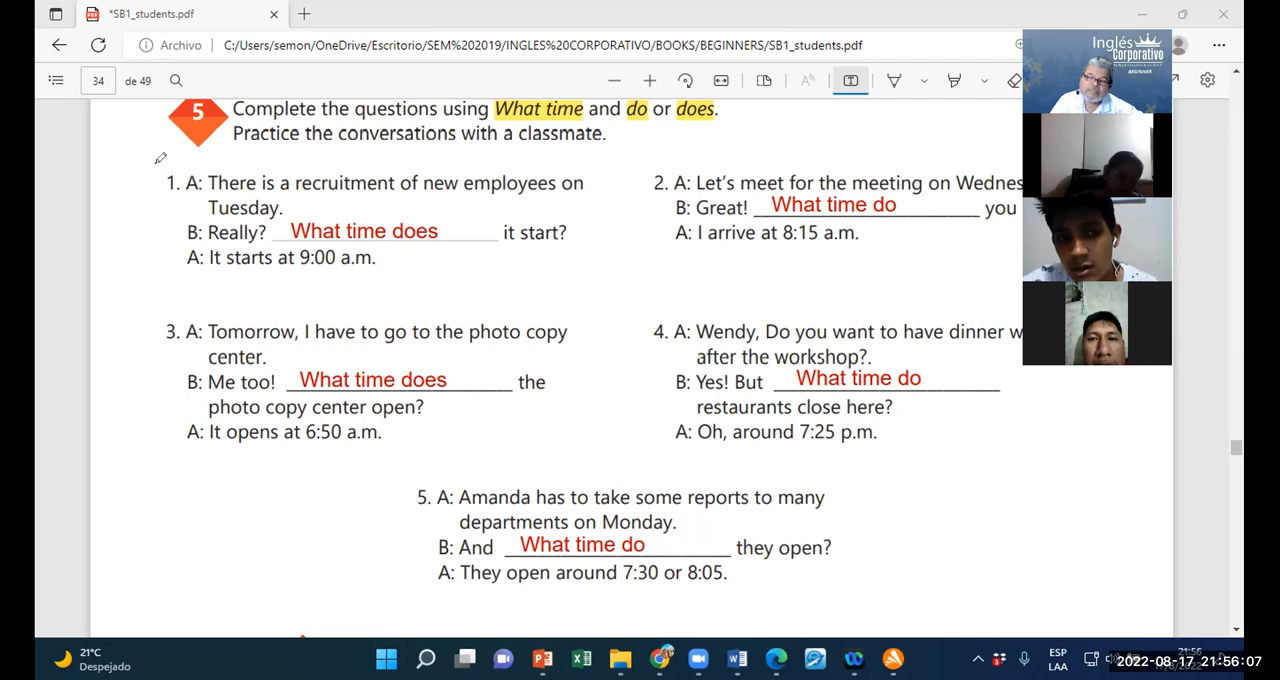 *SB1_students.pdf
Archivo
C:/Users/semon/OneDrive/Escritorio/SEM%202019/INGLES%20CORPORATIVO/BOOKS/BEGINNERS/SB1_students.pdf
34 de 49
Inglés
Corporativo
BEGINNER
5 Complete the questions using What time and do or does.
Practice the conversations with a classmate.
1. A: There is a recruitment of new employees on
Tuesday.
B: Really? What time does it start?
A: It starts at 9:00 a.m.
2. A: Let's meet for the meeting on Wednes
B: Great! What time do you
A: I arrive at 8:15 a.m.
3. A: Tomorrow, I have to go to the photo copy
center.
B: Me too! What time does the
photo copy center open?
A: It opens at 6:50 a.m.
4. A: Wendy, Do you want to have dinner w
after the workshop?.
B: Yes! But What time do
restaurants close here?
A: Oh, around 7:25 p.m.
5. A: Amanda has to take some reports to many
departments on Monday.
B: And What time do they open?
A: They open around 7:30 or 8:05.
21°C
Despejado
ESP
LAA
21:56
2022-08-17, 21:56:07